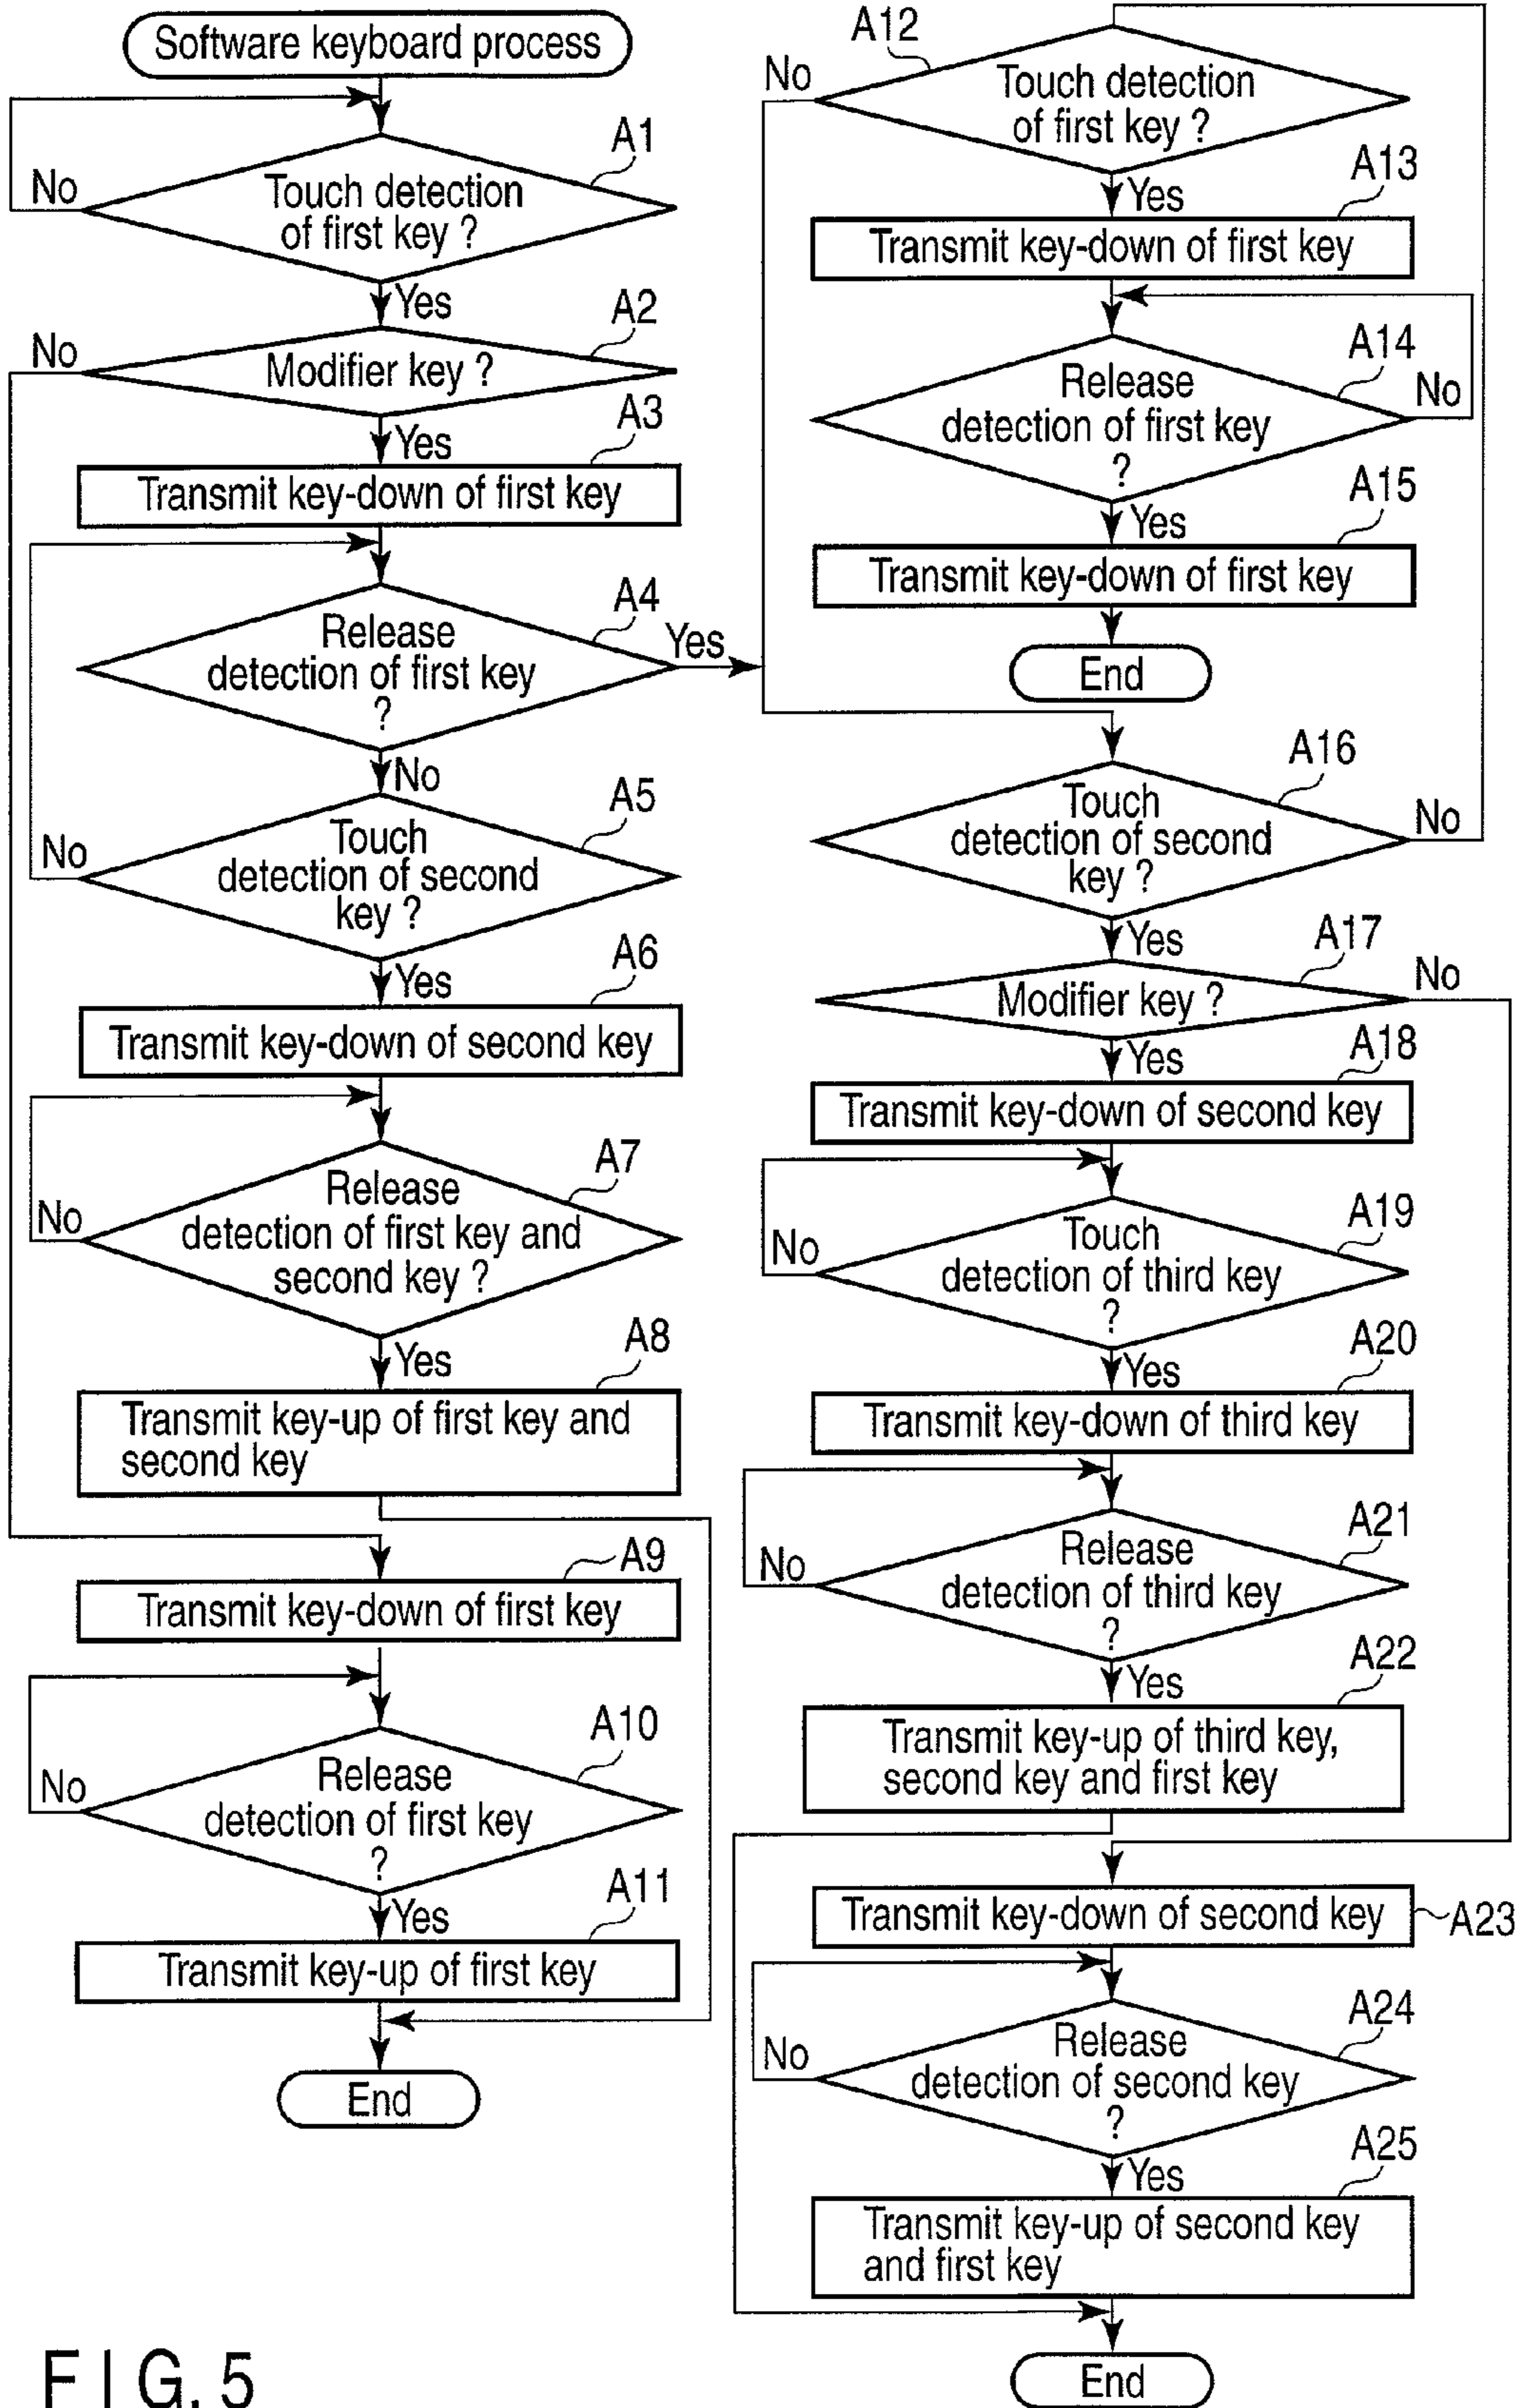 Software keyboard process
A1
No
Touch detection
of first key ?
Yes
A2
No
Modifier key ?
Yes
A3
Transmit key-down of first key
A4
Release
detection of first key
?
Yes
No
A5
Touch
detection of second
key ?
No
Yes
A6
Transmit key-down of second key
A7
Release
detection of first key and
second key ?
No
Yes
A8
Transmit key-up of first key and
second key
A9
Transmit key-down of first key
A10
Release
detection of first key
?
No
Yes
A11
Transmit key-up of first key
End
A12
No
Touch detection
of first key ?
Yes
A13
Transmit key-down of first key
A14
Release
detection of first key
?
No
Yes
A15
Transmit key-down of first key
End
A16
Touch
detection of second
key ?
No
Yes
A17
Modifier key ?
No
Yes
A18
Transmit key-down of second key
A19
Touch
detection of third key
?
No
Yes
A20
Transmit key-down of third key
A21
Release
detection of third key
?
No
Yes
A22
Transmit key-up of third key,
second key and first key
Transmit key-down of second key
A23
A24
Release
detection of second key
?
No
Yes
A25
Transmit key-up of second key
and first key
End
FIG. 5